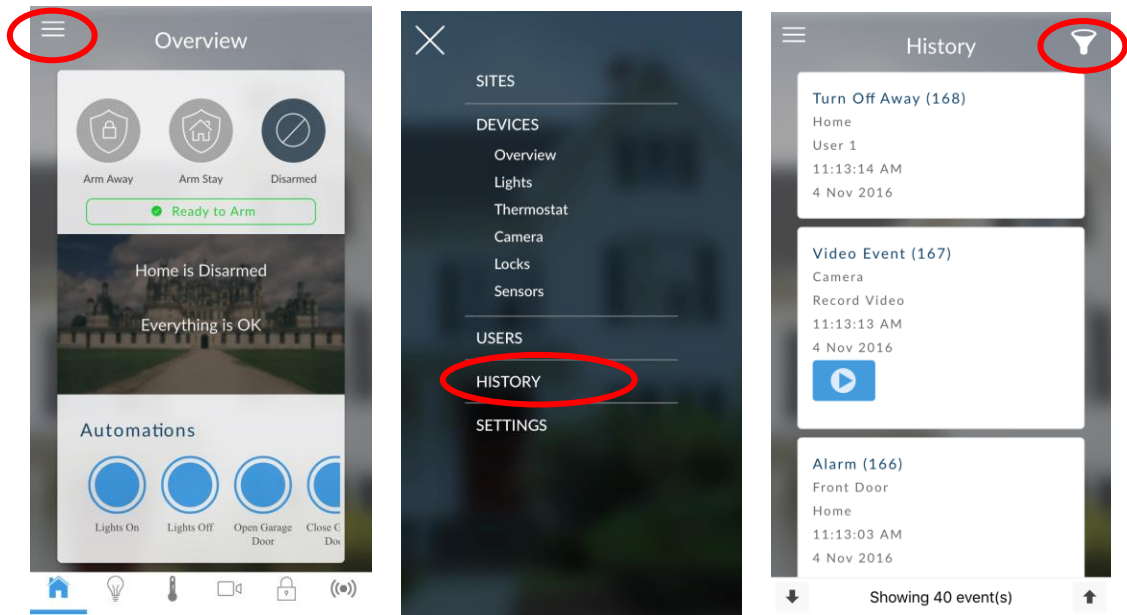 Overview
Arm Away
Arm Stay
Disarmed
Ready to Arm
Home is Disarmed
Everything is OK
Automations
Lights On
Lights Off
Open Garage
Door
Close G
Doo
SITES
DEVICES
Overview
Lights
Thermostat
Camera
Locks
Sensors
USERS
HISTORY
SETTINGS
History
Turn Off Away (168)
Home
User 1
11:13:14 AM
4 Nov 2016
Video Event (167)
Camera
Record Video
11:13:13 AM
4 Nov 2016
Alarm (166)
Front Door
Home
11:13:03 AM
4 Nov 2016
Showing 40 event(s)